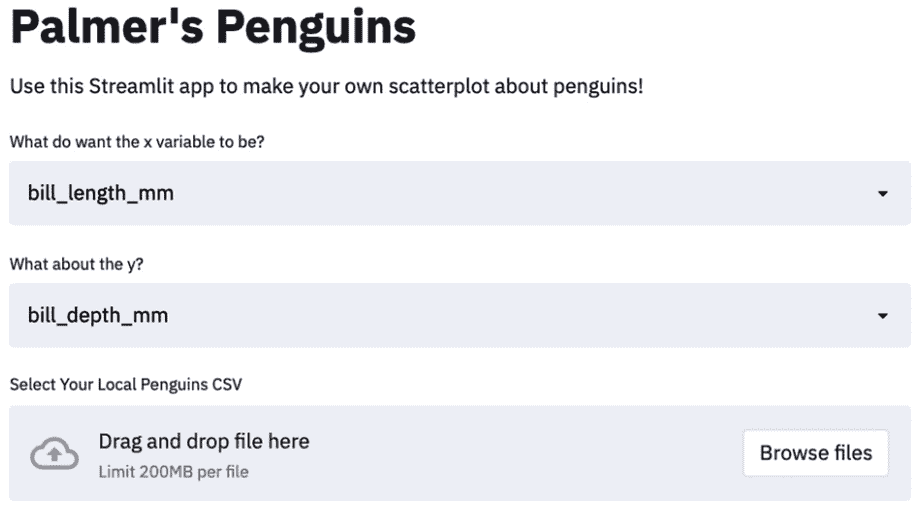 Palmer's Penguins
Use this Streamlit app to make your own scatterplot about penguins!
What do want the x variable to be?
bill_length_mm
What about the y?
bill_depth_mm
Select Your Local Penguins CSV
Drag and drop file here
Limit 200MB per file
Browse files